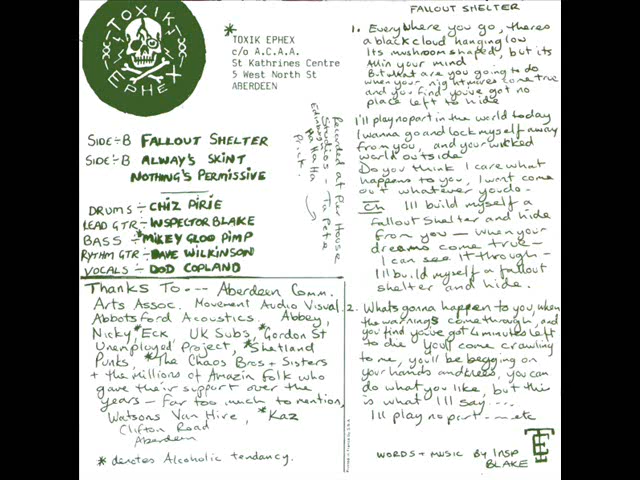 TOXIK
EPHEX
*
TOXIK EPHEX
c/o A.C.A.A.
St Kathrines Centre
5 West North St
ABERDEEN
SIDE÷B FALLOUT SHELTER
SIDE÷B ALWAY'S SKINT
NOTHING'S PERMISSIVE
DRUMS÷ CHIZ PIRIE
LEAD GTR÷ INSPECTOR BLAKE
BASS ÷ *MIKEY GLOB PIMP
RYTHM GTR÷ DAVE WILKINSON
VOCALS÷ DOD COPLAND
Recorded at Pier House
Studios - Tu Pete
Ha Ha Ha
Edinburgh
Print.
Thanks To --- Aberdeen Comm.
Arts Assoc. Movement Audio Visual
Abbotsford Acoustics. Abbey,
Nicky *Eck UK Subs, *Gordon St
Unemployed Project, *Shetland
Punks, *The Chaos Bros + Sisters
+ the millions of Amazin folk who
gave their support over the
years - far too much to mention,
Watsons Van Hire, *Kaz
Clifton Road
Aberdeen
* denotes Alcoholic tendancy.
FALLOUT SHELTER
1. Everywhere you go, theres
a black cloud hanging low
Its mushroom shaped, but its
All in your mind
But what are you going to do
when your nightmares come true
and you find you've got no
place left to hide
I'll play no part in the world today
I wanna go and lock myself away
from you, and your wicked
world outside
Do you think I care what
happens to you, I wont come
out whatever you do -
Ch Ill build myself a
fallout shelter and hide
from you - when your
dreams come true -
I can see it through -
I'll build myself a fallout
shelter and hide.
2. Whats gonna happen to you, when
the warnings come through, and
you find you've got 4 minutes left
to die You'll come crawling
to me, you'll be begging on
your hands and knees, you can
do what you like, but this
is what I'll say ....
I'll play no part -- etc
WORDS + MUSIC BY INSP
BLAKE
TE